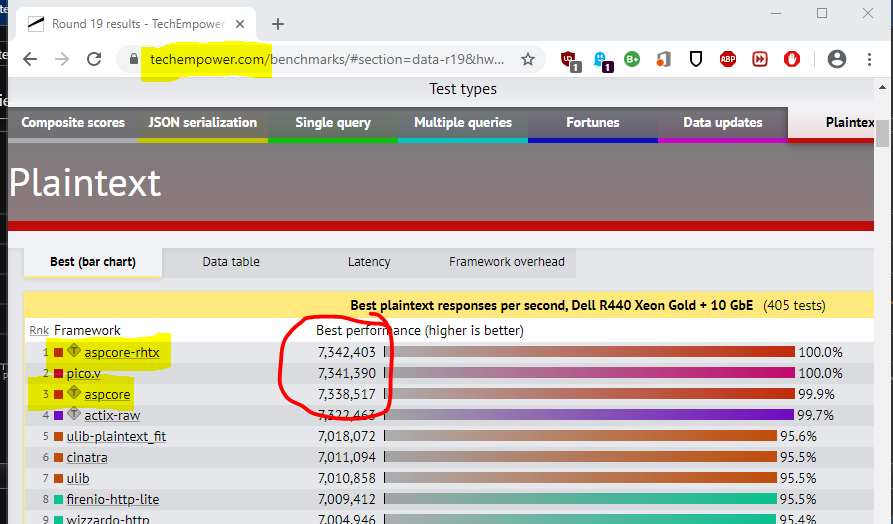 Round 19 results - TechEmpower
techempower.com/benchmarks/#section=data-r19&hw...
1
1
B+
ABP
Test types
Composite scores JSON serialization Single query Multiple queries Fortunes Data updates Plaintex
Plaintext
Best (bar chart) Data table Latency Framework overhead
Best plaintext responses per second, Dell R440 Xeon Gold + 10 GbE (405 tests)
Rnk Framework Best performance (higher is better)
1 T aspcore-rhtx 7,342,403 100.0%
2 pico.v 7,341,390 100.0%
3 T aspcore 7,338,517 99.9%
4 T actix-raw 7,322,463 99.7%
5 ulib-plaintext_fit 7,018,072 95.6%
6 cinatra 7,011,094 95.5%
7 ulib 7,010,858 95.5%
8 firenio-http-lite 7,009,412 95.5%
9 wizzardo-http 7,004,946 95.4%